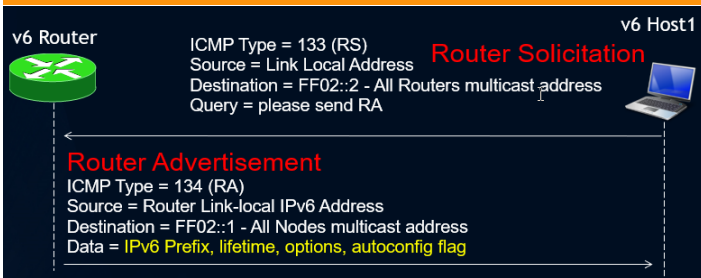 v6 Router
v6 Host1
ICMP Type = 133 (RS)
Router Solicitation
Source = Link Local Address
Destination = FF02::2 - All Routers multicast address
Query = please send RA
Router Advertisement
ICMP Type = 134 (RA)
Source = Router Link-local IPv6 Address
Destination = FF02::1 - All Nodes multicast address
Data = IPv6 Prefix, lifetime, options, autoconfig flag